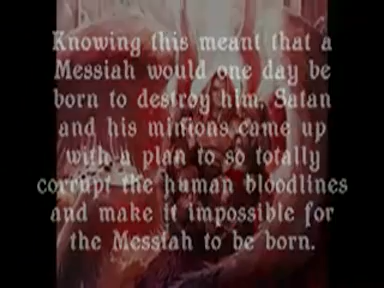 Knowing this meant that a
Messiah would one day be
born to destroy him, Satan
and his minions came up
with a plan to so totally
corrupt the human bloodlines
and make it impossible for
the Messiah to be born.